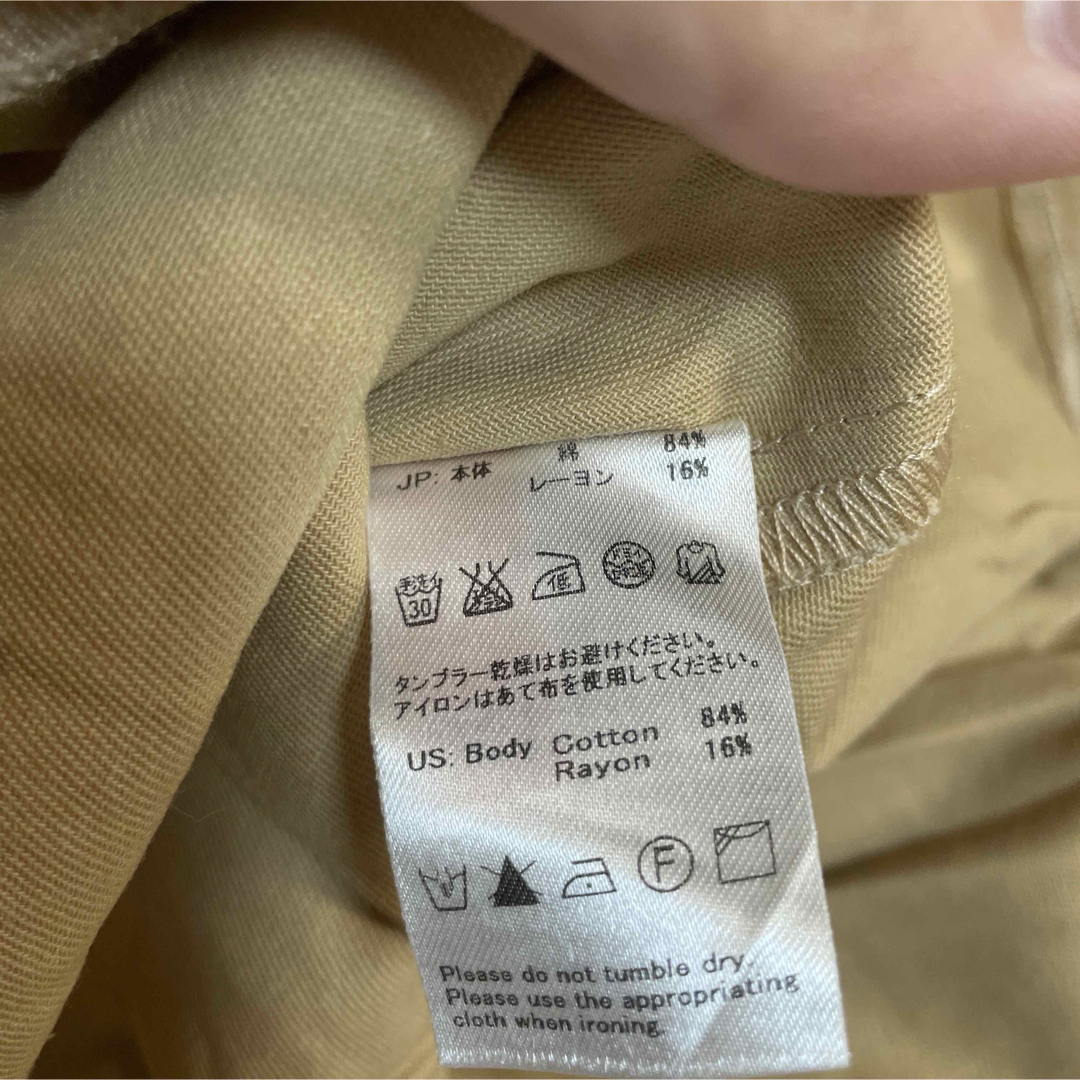 綿 84%
JP: 本体 レーヨン 16%
手洗イ 30
低
タンブラー乾燥はお避けください。
アイロンはあて布を使用してください。
US: Body Cotton 84%
Rayon 16%
F
Please do not tumble dry.
Please use the appropriating
cloth when ironing.